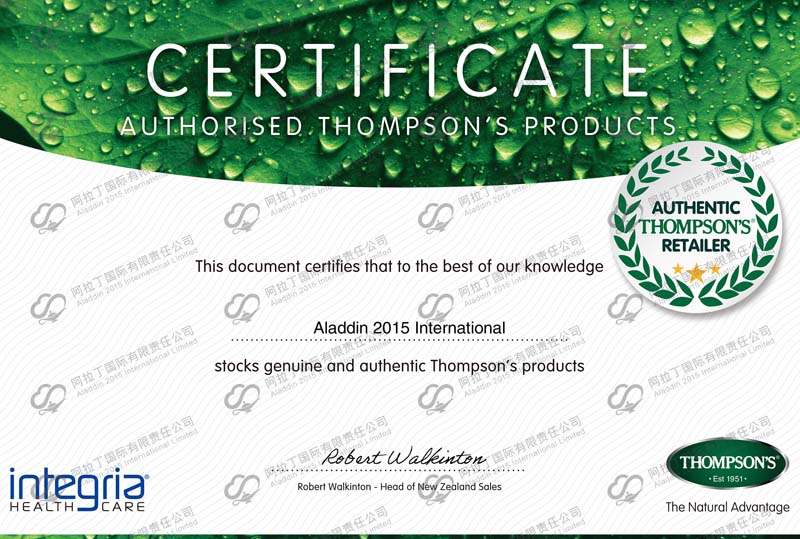 CERTIFICATE
AUTHORISED THOMPSON'S PRODUCTS
AUTHENTIC
THOMPSON'S®
RETAILER
This document certifies that to the best of our knowledge
Aladdin 2015 International
stocks genuine and authentic Thompson's products
Robert Walkinton
Robert Walkinton - Head of New Zealand Sales
integria®
HEALTHCARE
THOMPSON'S®
• Est 1951 •
The Natural Advantage
阿拉丁国际有限责任公司
Aladdin 2015 International Limited